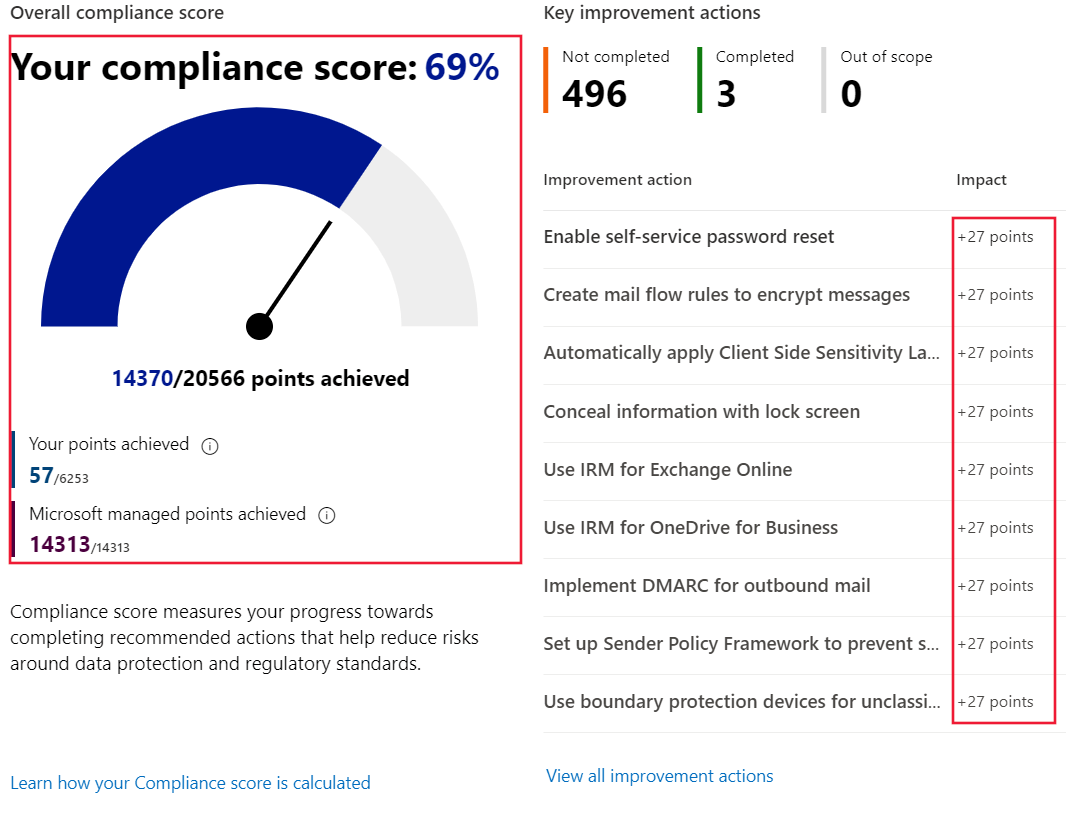 Overall compliance score
Your compliance score: 69%
14370/20566 points achieved
Your points achieved
57/6253
Microsoft managed points achieved
14313/14313
Compliance score measures your progress towards
completing recommended actions that help reduce risks
around data protection and regulatory standards.
Learn how your Compliance score is calculated
Key improvement actions
Not completed
496
Completed
3
Out of scope
0
Improvement action Impact
Enable self-service password reset +27 points
Create mail flow rules to encrypt messages +27 points
Automatically apply Client Side Sensitivity La... +27 points
Conceal information with lock screen +27 points
Use IRM for Exchange Online +27 points
Use IRM for OneDrive for Business +27 points
Implement DMARC for outbound mail +27 points
Set up Sender Policy Framework to prevent s... +27 points
Use boundary protection devices for unclassi... +27 points
View all improvement actions